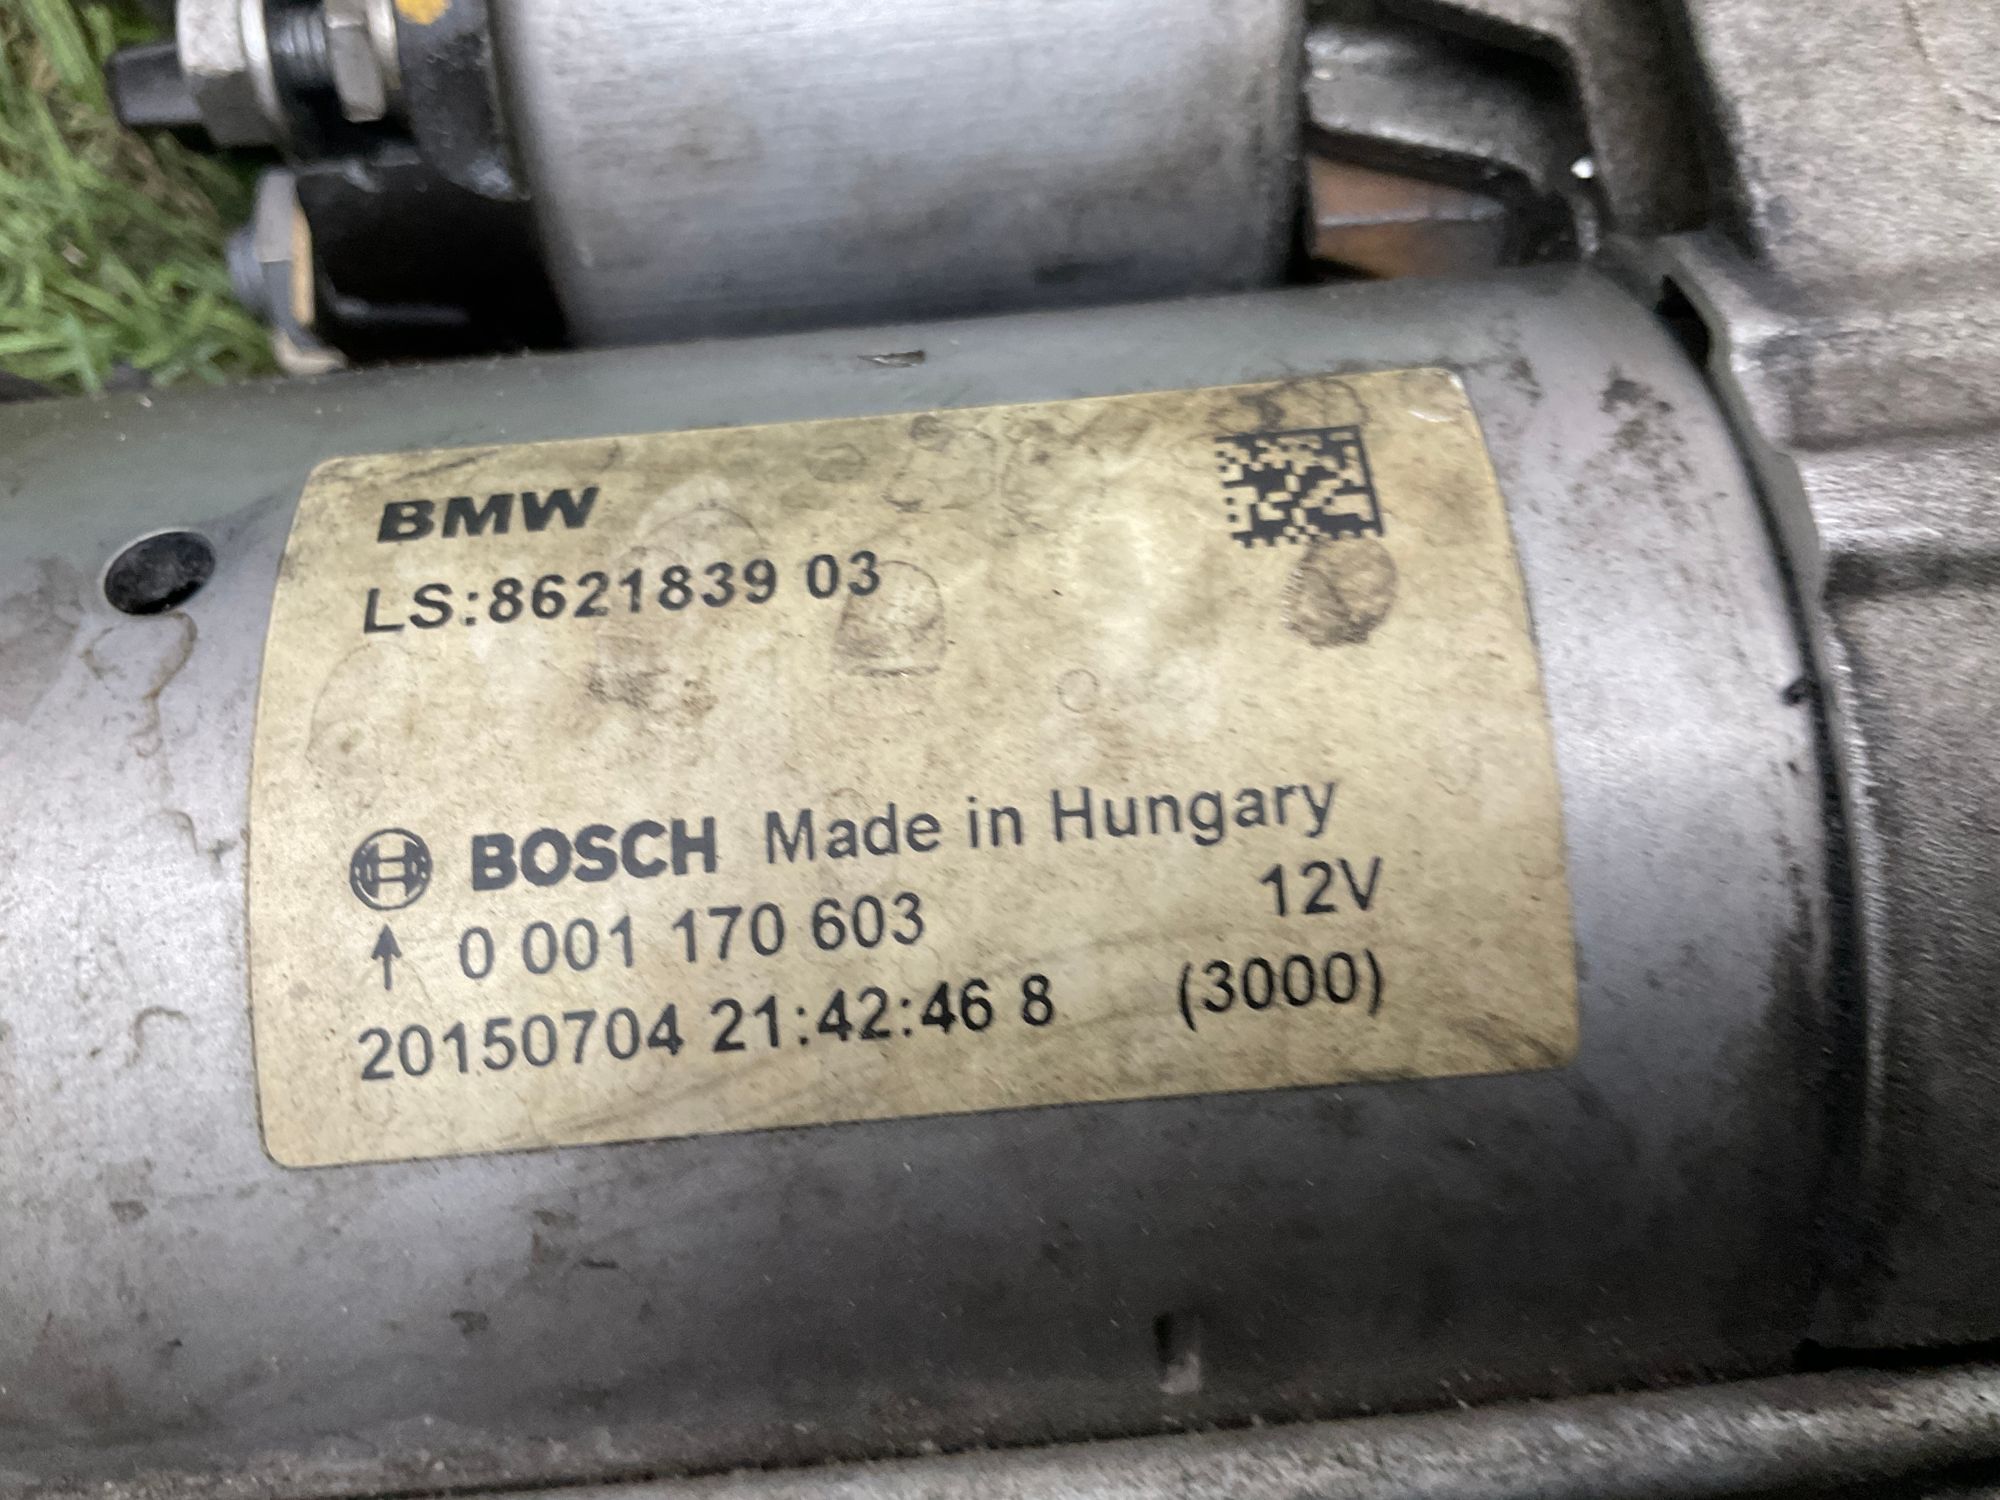 BMW
LS:8621839 03
BOSCH Made in Hungary
↑ 0 001 170 603 12V
20150704 21:42:46 8 (3000)